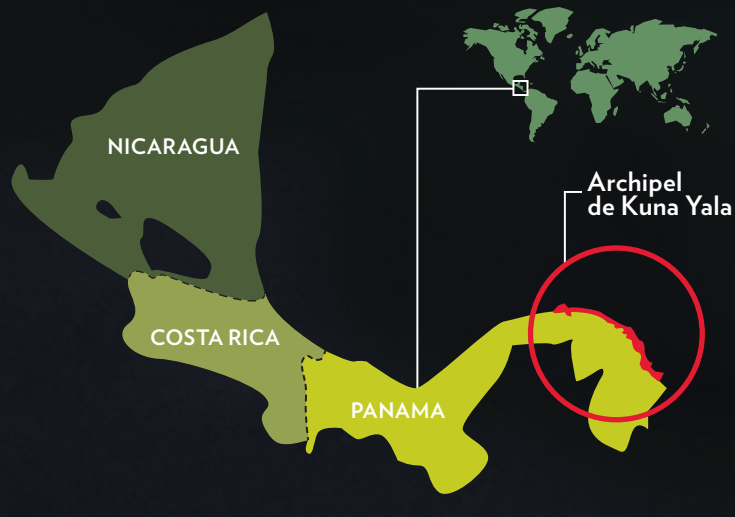 NICARAGUA
Archipel
de Kuna Yala
COSTA RICA
PANAMA